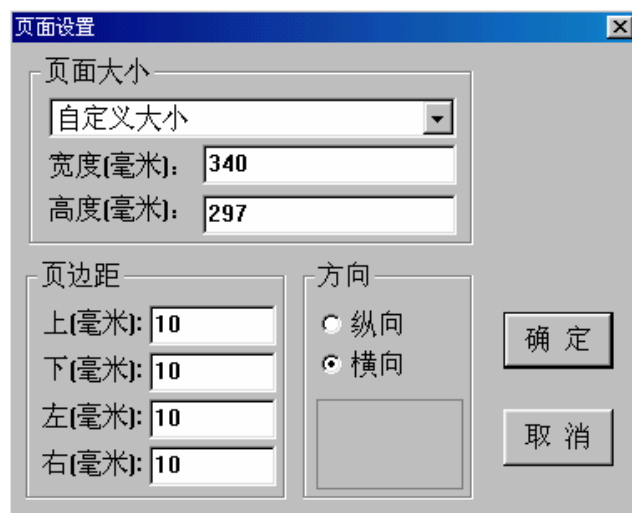 页面设置
页面大小
自定义大小
宽度(毫米): 340
高度(毫米): 297
页边距
上(毫米): 10
下(毫米): 10
左(毫米): 10
右(毫米): 10
方向
纵向
横向
确 定
取 消